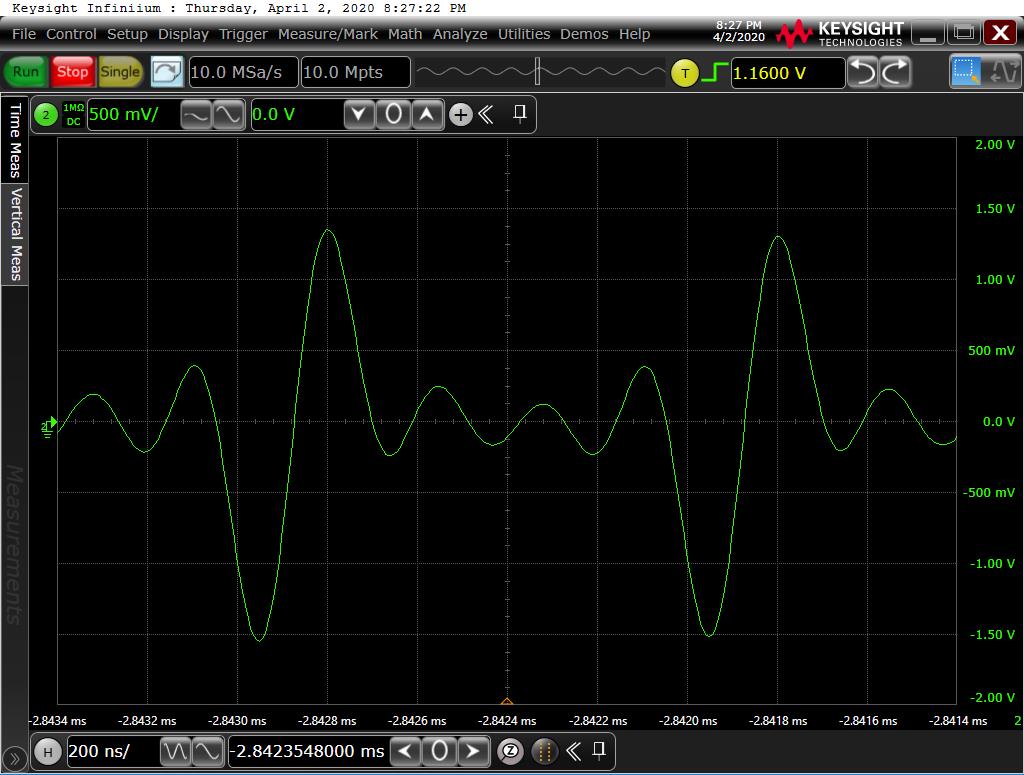 Keysight Infiniium : Thursday, April 2, 2020 8:27:22 PM
File Control Setup Display Trigger Measure/Mark Math Analyze Utilities Demos Help
8:27 PM
4/2/2020
KEYSIGHT
TECHNOLOGIES
Run Stop Single 10.0 MSa/s 10.0 Mpts T 1.1600 V
2 1MΩ DC 500 mV/ 0.0 V
Time Meas
Vertical Meas
Measurements
2.00 V
1.50 V
1.00 V
500 mV
0.0 V
-500 mV
-1.00 V
-1.50 V
-2.00 V
2
-2.8434 ms -2.8432 ms -2.8430 ms -2.8428 ms -2.8426 ms -2.8424 ms -2.8422 ms -2.8420 ms -2.8418 ms -2.8416 ms -2.8414 ms 2
H 200 ns/ -2.8423548000 ms 0 Z